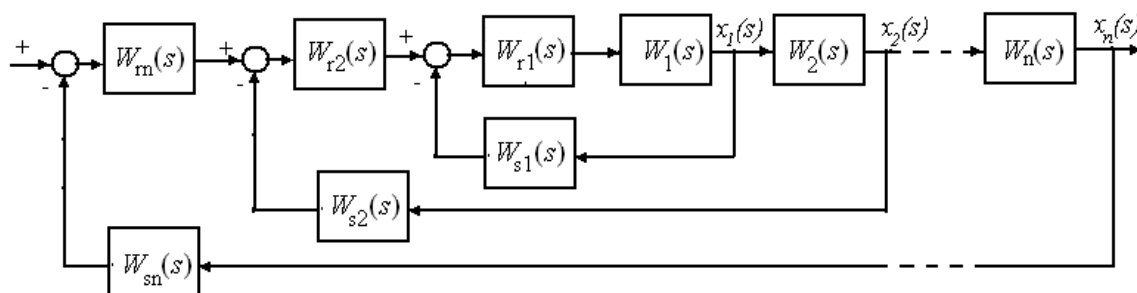 x₁(s) x₂(s) xₙ(s)
+ Wᵣₙ(s) + Wᵣ₂(s) + Wᵣ₁(s) W₁(s) W₂(s) Wₙ(s)
- - -
Wₛ₁(s)
Wₛ₂(s)
Wₛₙ(s)